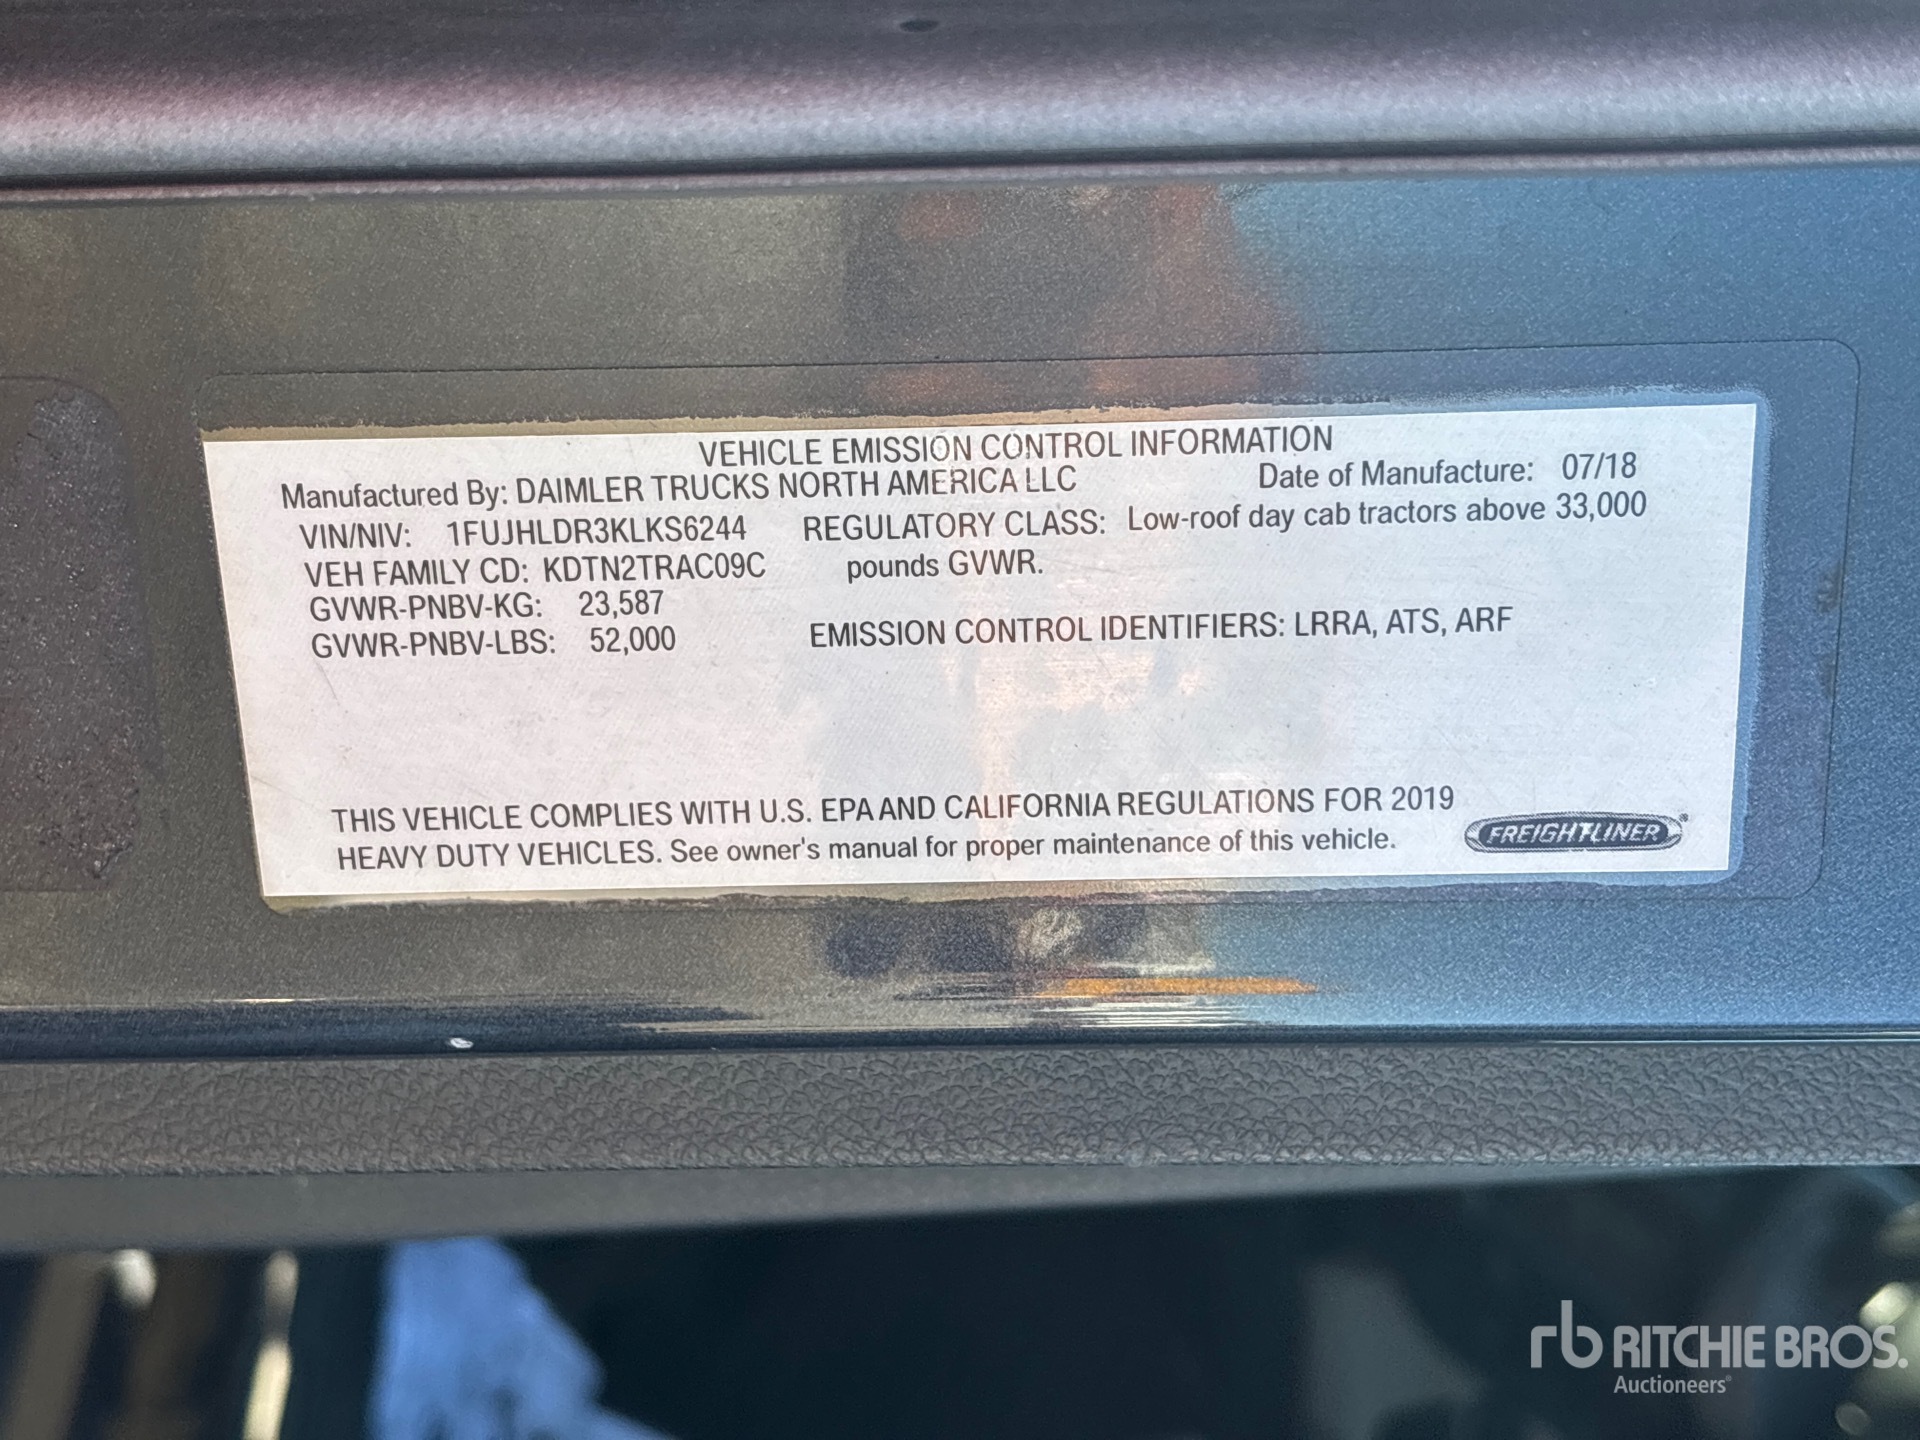 VEHICLE EMISSION CONTROL INFORMATION
Manufactured By: DAIMLER TRUCKS NORTH AMERICA LLC Date of Manufacture: 07/18
VIN/NIV: 1FUJHLDR3KLKS6244 REGULATORY CLASS: Low-roof day cab tractors above 33,000
VEH FAMILY CD: KDTN2TRAC09C pounds GVWR.
GVWR-PNBV-KG: 23,587
GVWR-PNBV-LBS: 52,000 EMISSION CONTROL IDENTIFIERS: LRRA, ATS, ARF
THIS VEHICLE COMPLIES WITH U.S. EPA AND CALIFORNIA REGULATIONS FOR 2019
HEAVY DUTY VEHICLES. See owner's manual for proper maintenance of this vehicle.
FREIGHTLINER®
rb RITCHIE BROS.
Auctioneers®